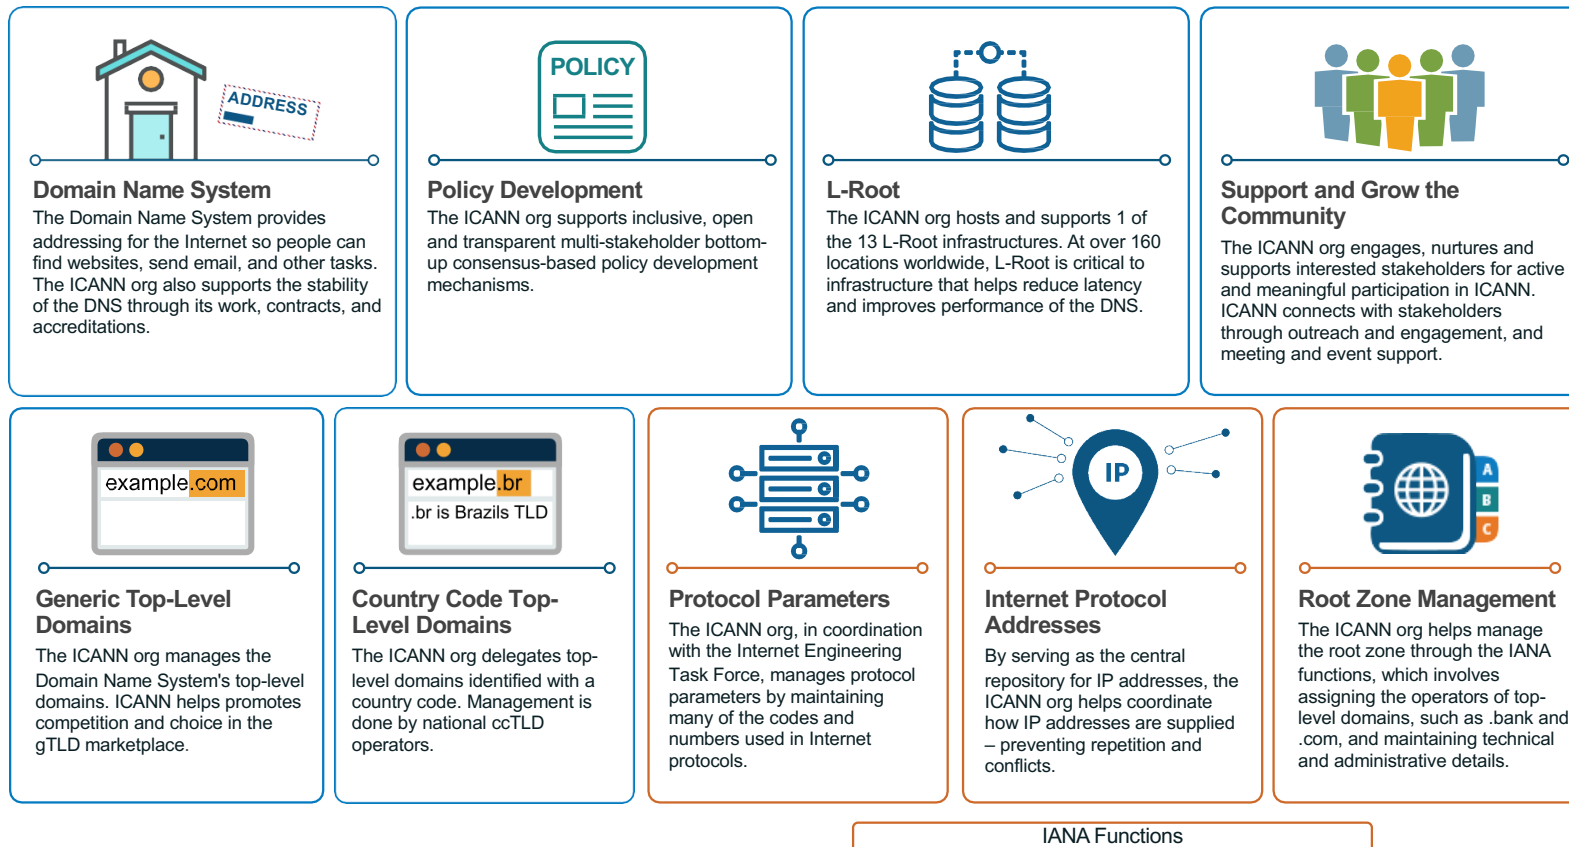 ADDRESS
Domain Name System
The Domain Name System provides
addressing for the Internet so people can
find websites, send email, and other tasks.
The ICANN org also supports the stability
of the DNS through its work, contracts, and
accreditations.
POLICY
Policy Development
The ICANN org supports inclusive, open
and transparent multi-stakeholder bottom-
up consensus-based policy development
mechanisms.
L-Root
The ICANN org hosts and supports 1 of
the 13 L-Root infrastructures. At over 160
locations worldwide, L-Root is critical to
infrastructure that helps reduce latency
and improves performance of the DNS.
Support and Grow the
Community
The ICANN org engages, nurtures and
supports interested stakeholders for active
and meaningful participation in ICANN.
ICANN connects with stakeholders
through outreach and engagement, and
meeting and event support.
example.com
Generic Top-Level
Domains
The ICANN org manages the
Domain Name System's top-level
domains. ICANN helps promotes
competition and choice in the
gTLD marketplace.
example.br
.br is Brazils TLD
Country Code Top-
Level Domains
The ICANN org delegates top-
level domains identified with a
country code. Management is
done by national ccTLD
operators.
Protocol Parameters
The ICANN org, in coordination
with the Internet Engineering
Task Force, manages protocol
parameters by maintaining
many of the codes and
numbers used in Internet
protocols.
IP
Internet Protocol
Addresses
By serving as the central
repository for IP addresses, the
ICANN org helps coordinate
how IP addresses are supplied
– preventing repetition and
conflicts.
A
B
C
Root Zone Management
The ICANN org helps manage
the root zone through the IANA
functions, which involves
assigning the operators of top-
level domains, such as .bank and
.com, and maintaining technical
and administrative details.
IANA Functions